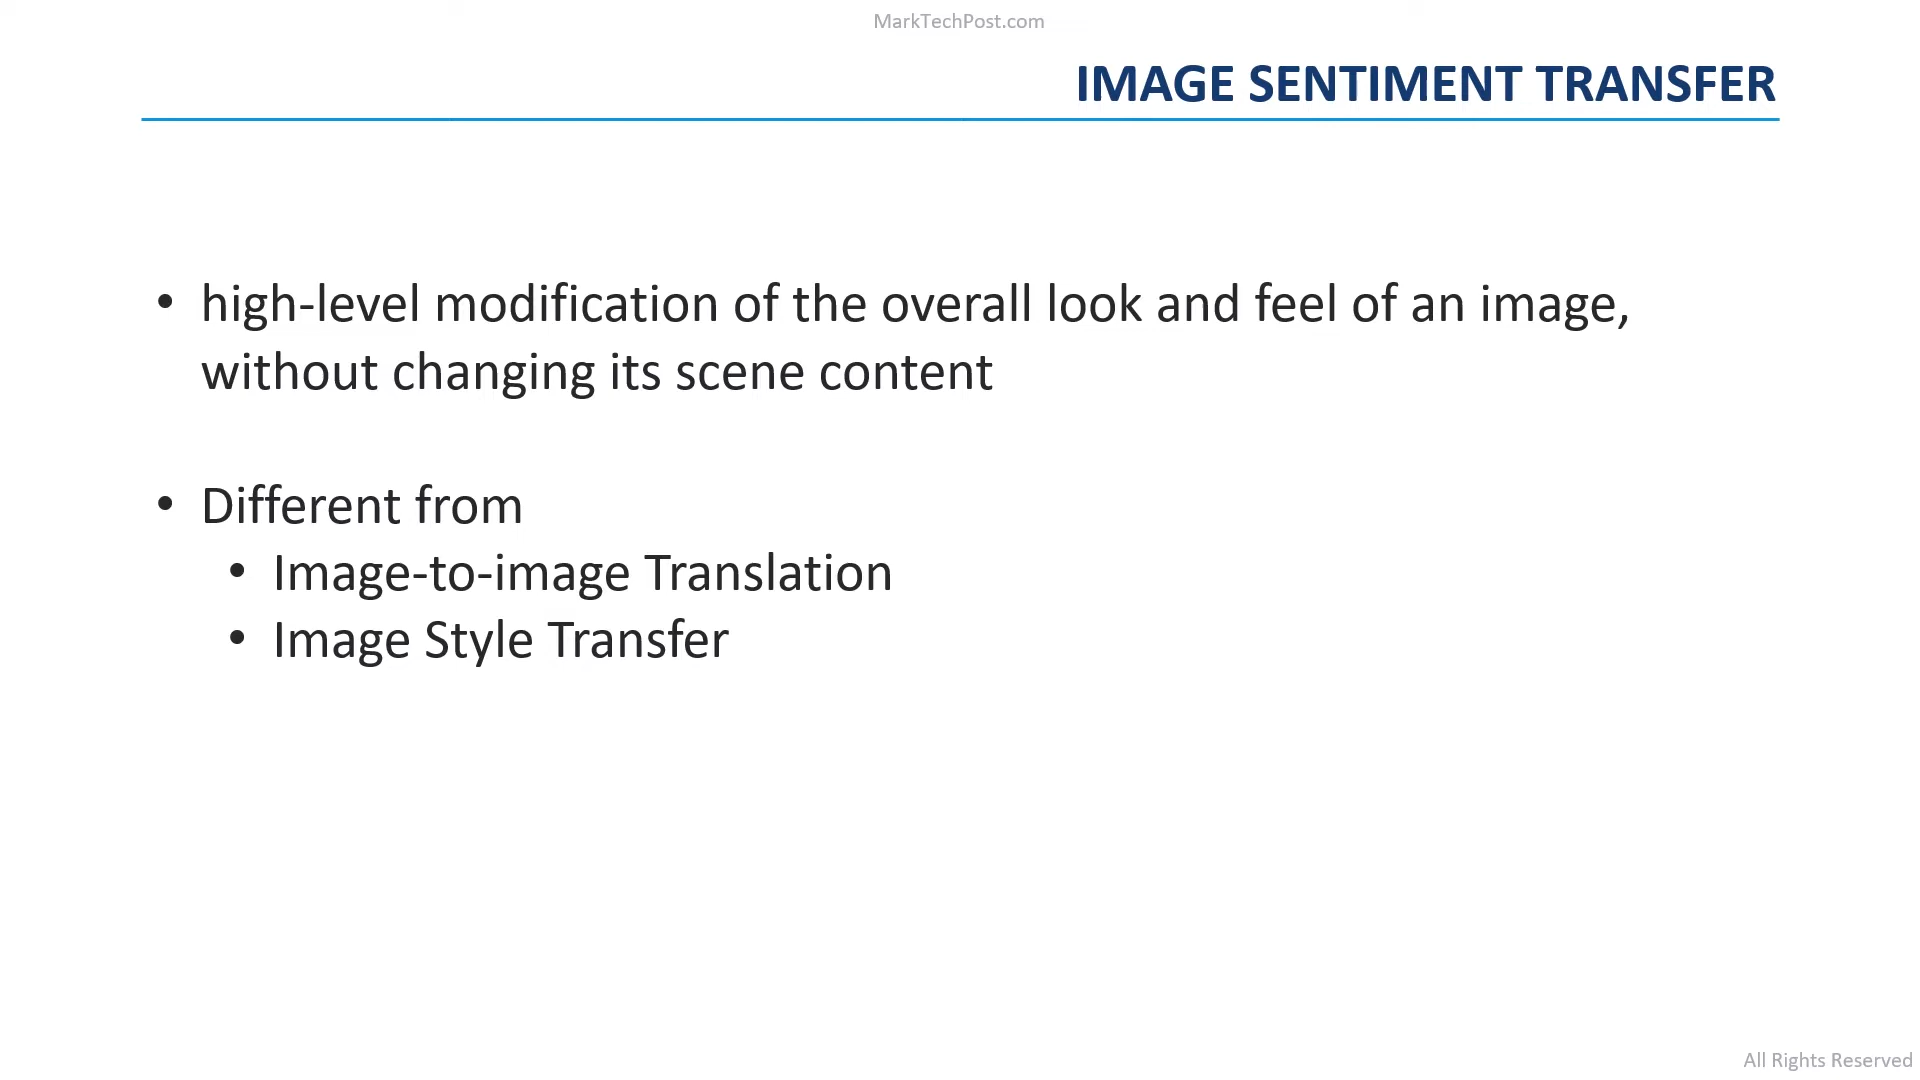 MarkTechPost.com
IMAGE SENTIMENT TRANSFER
• high-level modification of the overall look and feel of an image,
without changing its scene content
• Different from
• Image-to-image Translation
• Image Style Transfer
All Rights Reserved